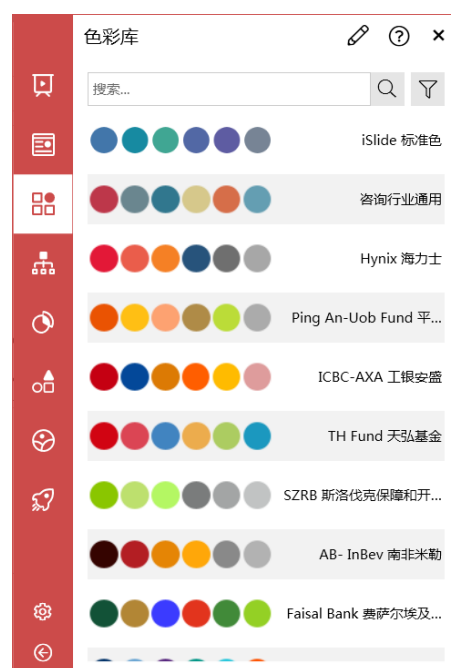 色彩库
搜索...
iSlide 标准色
咨询行业通用
Hynix 海力士
Ping An-Uob Fund 平...
ICBC-AXA 工银安盛
TH Fund 天弘基金
SZRB 斯洛伐克保障和开...
AB- InBev 南非米勒
Faisal Bank 费萨尔埃及...